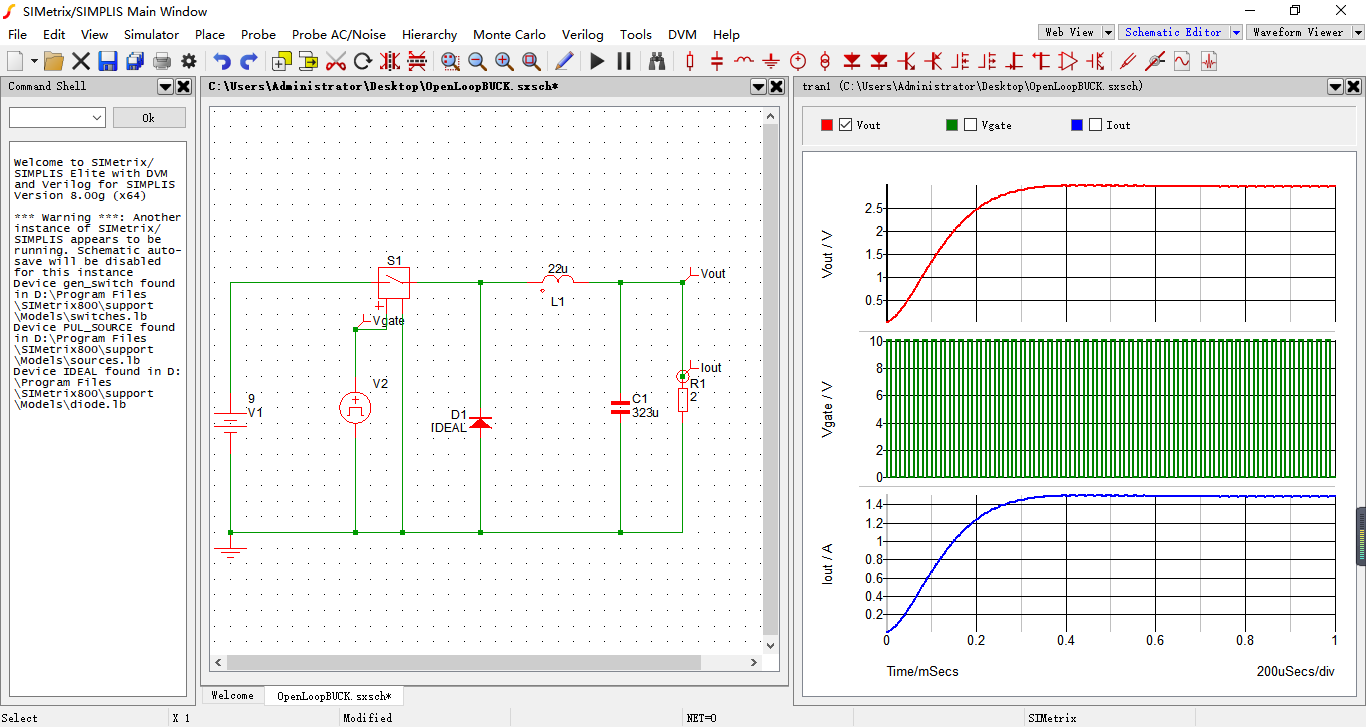 SIMetrix/SIMPLIS Main Window
File Edit View Simulator Place Probe Probe AC/Noise Hierarchy Monte Carlo Verilog Tools DVM Help
Web View Schematic Editor Waveform Viewer
Command Shell
Ok
Welcome to SIMetrix/
SIMPLIS Elite with DVM
and Verilog for SIMPLIS
Version 8.00g (x64)
*** Warning ***: Another
instance of SIMetrix/
SIMPLIS appears to be
running. Schematic auto-
save will be disabled
for this instance
Device gen_switch found
in D:\Program Files
\SIMetrix800\support
\Models\switches.lb
Device PUL_SOURCE found
in D:\Program Files
\SIMetrix800\support
\Models\sources.lb
Device IDEAL found in D:
\Program Files
\SIMetrix800\support
\Models\diode.lb
C:\Users\Administrator\Desktop\OpenLoopBUCK.sxsch*
S1
22u
L1
Vout
Vgate
Iout
R1
2
V2
9
V1
D1
IDEAL
C1
323u
Welcome OpenLoopBUCK.sxsch*
tran1 (C:\Users\Administrator\Desktop\OpenLoopBUCK.sxsch)
Vout Vgate Iout
Vout / V
2.5
2
1.5
1
0.5
Vgate / V
10
8
6
4
2
0
Iout / A
1.4
1.2
1
0.8
0.6
0.4
0.2
0 0.2 0.4 0.6 0.8 1
Time/mSecs 200uSecs/div
Select X 1 Modified NET=0 SIMetrix